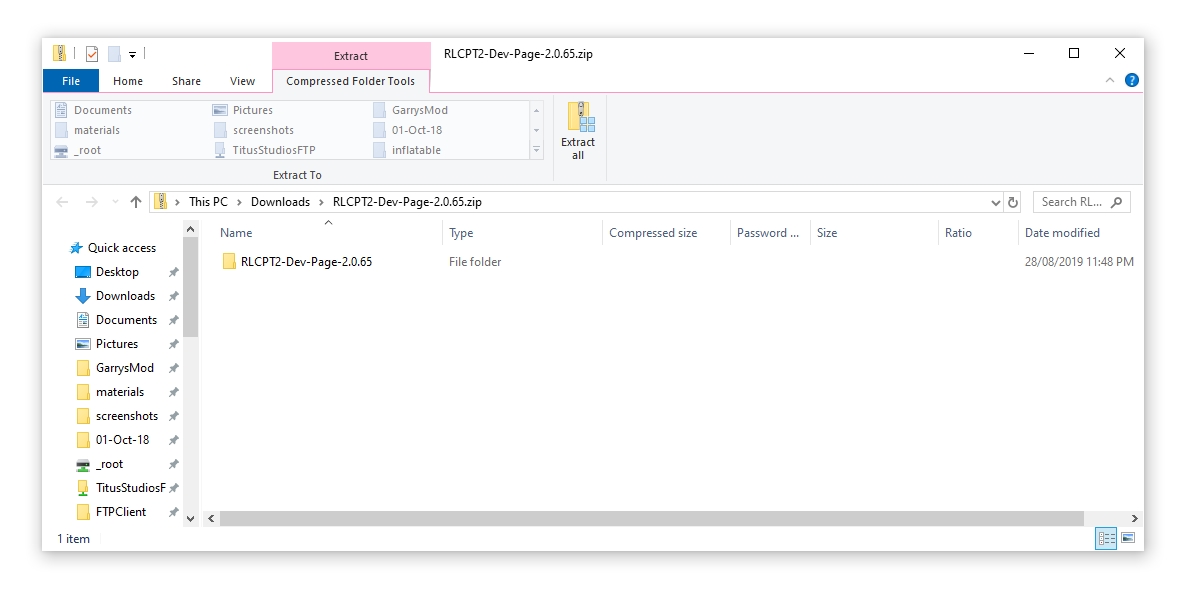 Extract
RLCPT2-Dev-Page-2.0.65.zip
File Home Share View Compressed Folder Tools
Documents Pictures GarrysMod
materials screenshots 01-Oct-18
_root TitusStudiosFTP inflatable
Extract all
Extract To
This PC Downloads RLCPT2-Dev-Page-2.0.65.zip
Search RL...
Name Type Compressed size Password ... Size Ratio Date modified
RLCPT2-Dev-Page-2.0.65 File folder 28/08/2019 11:48 PM
Quick access
Desktop
Downloads
Documents
Pictures
GarrysMod
materials
screenshots
01-Oct-18
_root
TitusStudiosF
FTPClient
1 item